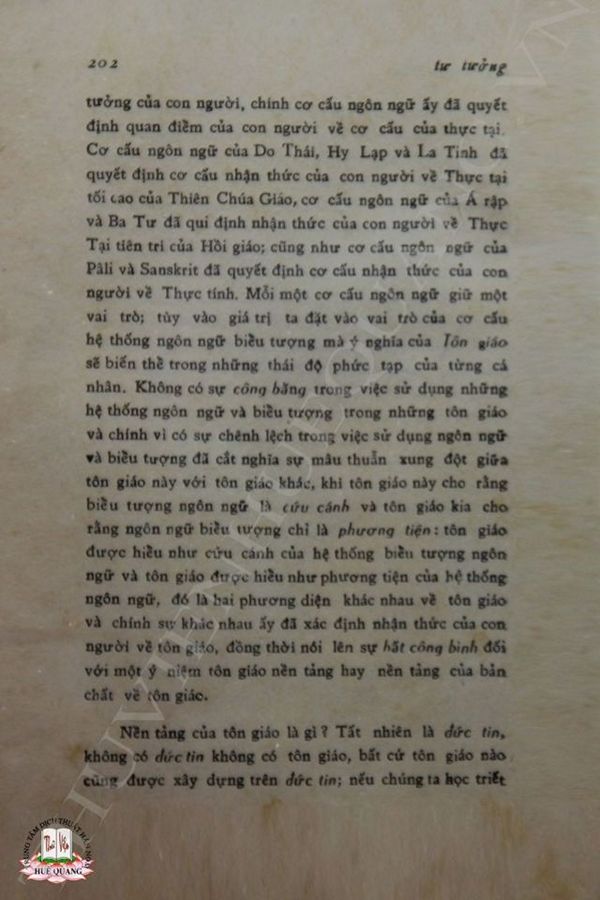 202
tư tưởng
tưởng của con người, chính cơ cấu ngôn ngữ ấy đã quyết
định quan điểm của con người về cơ cấu của thực tại.
Cơ cấu ngôn ngữ của Do Thái, Hy Lạp và La Tinh đã
quyết định cơ cấu nhận thức của con người về Thực tại
tối cao của Thiên Chúa Giáo, cơ cấu ngôn ngữ của Á rập
và Ba Tư đã qui định nhận thức của con người về Thực
Tại tiên tri của Hồi giáo; cũng như cơ cấu ngôn ngữ của
Pâli và Sanskrit đã quyết định cơ cấu nhận thức của con
người về Thực tính. Mỗi một cơ cấu ngôn ngữ giữ một
vai trò; tùy vào giá trị ta đặt vào vai trò của cơ cấu
hệ thống ngôn ngữ biểu tượng mà ý nghĩa của Tôn giáo
sẽ biến thể trong những thái độ phức tạp của từng cá
nhân. Không có sự công bằng trong việc sử dụng những
hệ thống ngôn ngữ và biểu tượng trong những tôn giáo
và chính vì có sự chênh lệch trong việc sử dụng ngôn ngữ
và biểu tượng đã cắt nghĩa sự mâu thuẫn xung đột giữa
tôn giáo này với tôn giáo khác, khi tôn giáo này cho rằng
biểu tượng ngôn ngữ là cứu cánh và tôn giáo kia cho
rằng ngôn ngữ biểu tượng chỉ là phương tiện: tôn giáo
được hiểu như cứu cánh của hệ thống biểu tượng ngôn
ngữ và tôn giáo được hiểu như phương tiện của hệ thống
ngôn ngữ, đó là hai phương diện khác nhau về tôn giáo
và chính sự khác nhau ấy đã xác định nhận thức của con
người về tôn giáo, đồng thời nói lên sự bất công bình đối
với một ý niệm tôn giáo nền tảng hay nền tảng của bản
chất về tôn giáo.
Nền tảng của tôn giáo là gì? Tất nhiên là đức tin,
không có đức tin không có tôn giáo, bất cứ tôn giáo nào
cũng được xây dựng trên đức tin; nếu chúng ta học triết
TRUNG TÂM DỊCH THUẬT HÁN NÔM
HUỆ QUANG